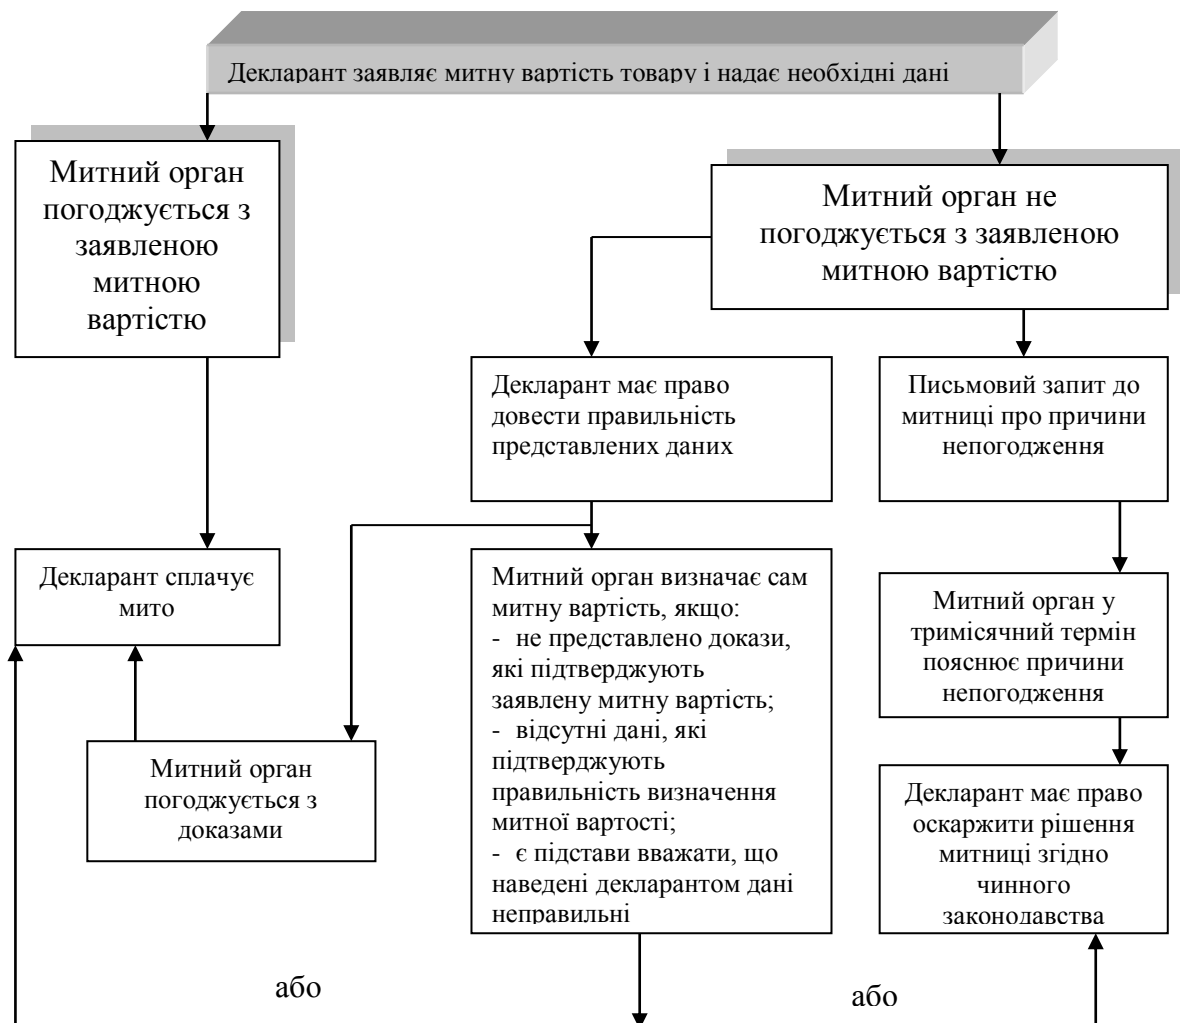 Декларант заявляє митну вартість товару і надає необхідні дані
Митний орган
погоджується з
заявленою
митною
вартістю
Митний орган не
погоджується з заявленою
митною вартістю
Декларант має право
довести правильність
представлених даних
Письмовий запит до
митниці про причини
непогодження
Декларант сплачує
мито
Митний орган визначає сам
митну вартість, якщо:
- не представлено докази,
які підтверджують
заявлену митну вартість;
- відсутні дані, які
підтверджують
правильність визначення
митної вартості;
- є підстави вважати, що
наведені декларантом дані
неправильні
Митний орган у
тримісячний термін
пояснює причини
непогодження
Митний орган
погоджується з
доказами
Декларант має право
оскаржити рішення
митниці згідно
чинного
законодавства
або
або